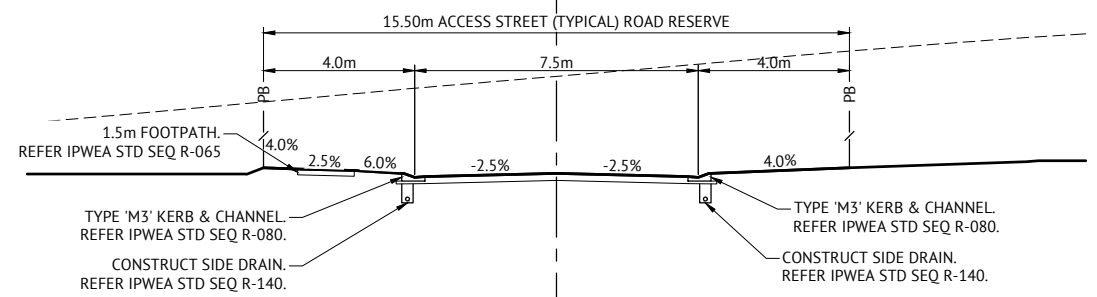 15.50m ACCESS STREET (TYPICAL) ROAD RESERVE
4.0m
7.5m
4.0m
PB
PB
1.5m FOOTPATH.
REFER IPWEA STD SEQ R-065
4.0%
2.5%
6.0%
-2.5%
-2.5%
4.0%
TYPE 'M3' KERB & CHANNEL.
REFER IPWEA STD SEQ R-080.
CONSTRUCT SIDE DRAIN.
REFER IPWEA STD SEQ R-140.
TYPE 'M3' KERB & CHANNEL.
REFER IPWEA STD SEQ R-080.
CONSTRUCT SIDE DRAIN.
REFER IPWEA STD SEQ R-140.